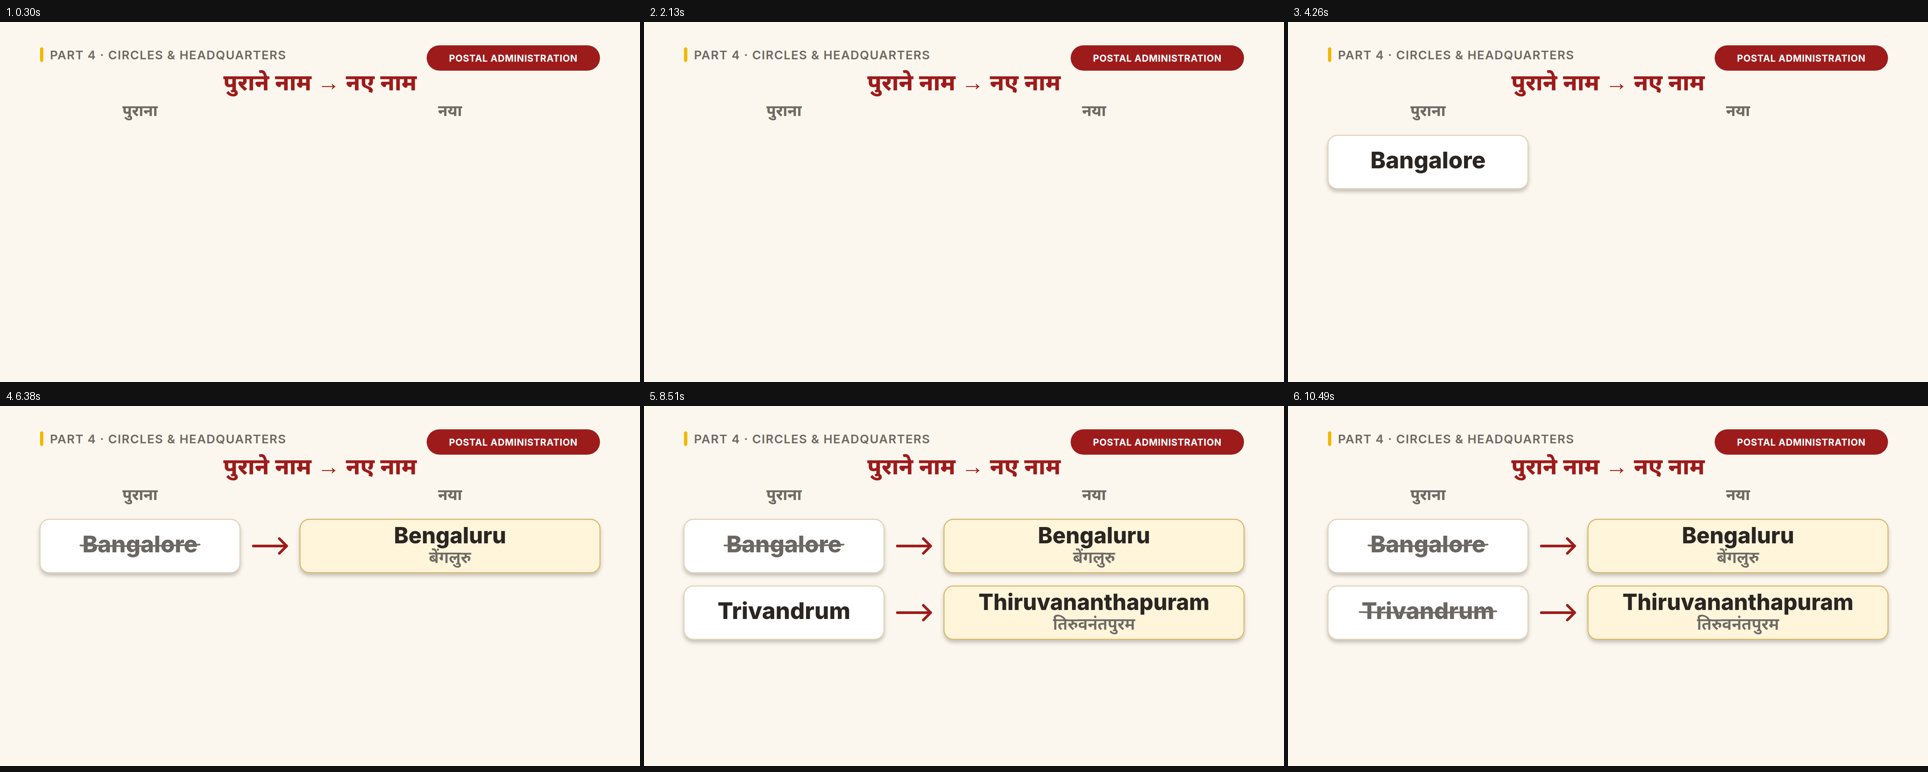 1. 0.30s
PART 4 · CIRCLES & HEADQUARTERS
POSTAL ADMINISTRATION
पुराने नाम → नए नाम
पुराना नया
2. 2.13s
PART 4 · CIRCLES & HEADQUARTERS
POSTAL ADMINISTRATION
पुराने नाम → नए नाम
पुराना नया
3. 4.26s
PART 4 · CIRCLES & HEADQUARTERS
POSTAL ADMINISTRATION
पुराने नाम → नए नाम
पुराना नया
Bangalore
4. 6.38s
PART 4 · CIRCLES & HEADQUARTERS
POSTAL ADMINISTRATION
पुराने नाम → नए नाम
पुराना नया
Bangalore → Bengaluru
बेंगलुरु
5. 8.51s
PART 4 · CIRCLES & HEADQUARTERS
POSTAL ADMINISTRATION
पुराने नाम → नए नाम
पुराना नया
Bangalore → Bengaluru
बेंगलुरु
Trivandrum → Thiruvananthapuram
तिरुवनंतपुरम
6. 10.49s
PART 4 · CIRCLES & HEADQUARTERS
POSTAL ADMINISTRATION
पुराने नाम → नए नाम
पुराना नया
Bangalore → Bengaluru
बेंगलुरु
Trivandrum → Thiruvananthapuram
तिरुवनंतपुरम